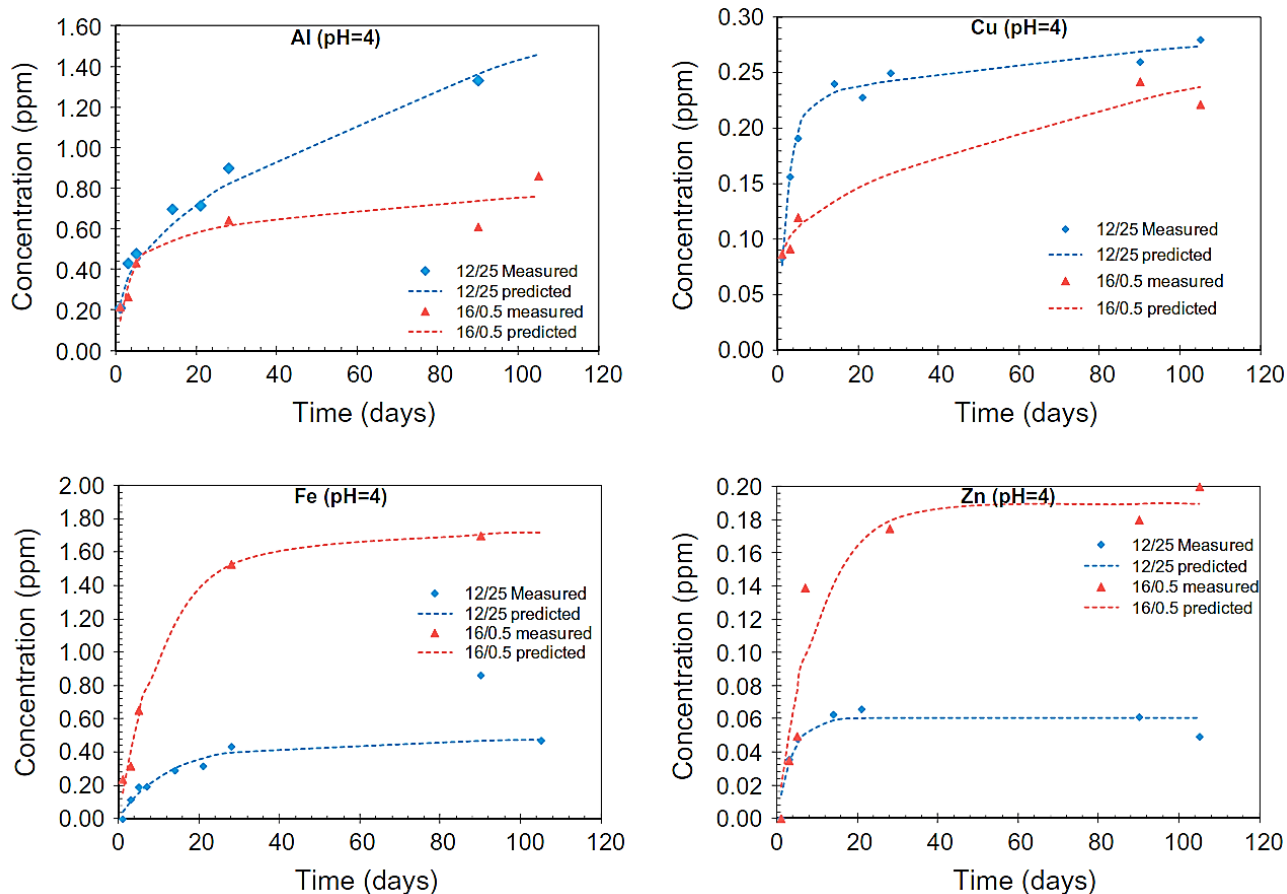 Al (pH=4)
Concentration (ppm)
1.60
1.40
1.20
1.00
0.80
0.60
0.40
0.20
0.00
12/25 Measured
12/25 predicted
16/0.5 measured
16/0.5 predicted
0 20 40 60 80 100 120
Time (days)
Cu (pH=4)
Concentration (ppm)
0.30
0.25
0.20
0.15
0.10
0.05
0.00
12/25 Measured
12/25 predicted
16/0.5 measured
16/0.5 predicted
0 20 40 60 80 100 120
Time (days)
Fe (pH=4)
Concentration (ppm)
2.00
1.80
1.60
1.40
1.20
1.00
0.80
0.60
0.40
0.20
0.00
12/25 Measured
12/25 predicted
16/0.5 measured
16/0.5 predicted
0 20 40 60 80 100 120
Time (days)
Zn (pH=4)
Concentration (ppm)
0.20
0.18
0.16
0.14
0.12
0.10
0.08
0.06
0.04
0.02
0.00
12/25 Measured
12/25 predicted
16/0.5 measured
16/0.5 predicted
0 20 40 60 80 100 120
Time (days)